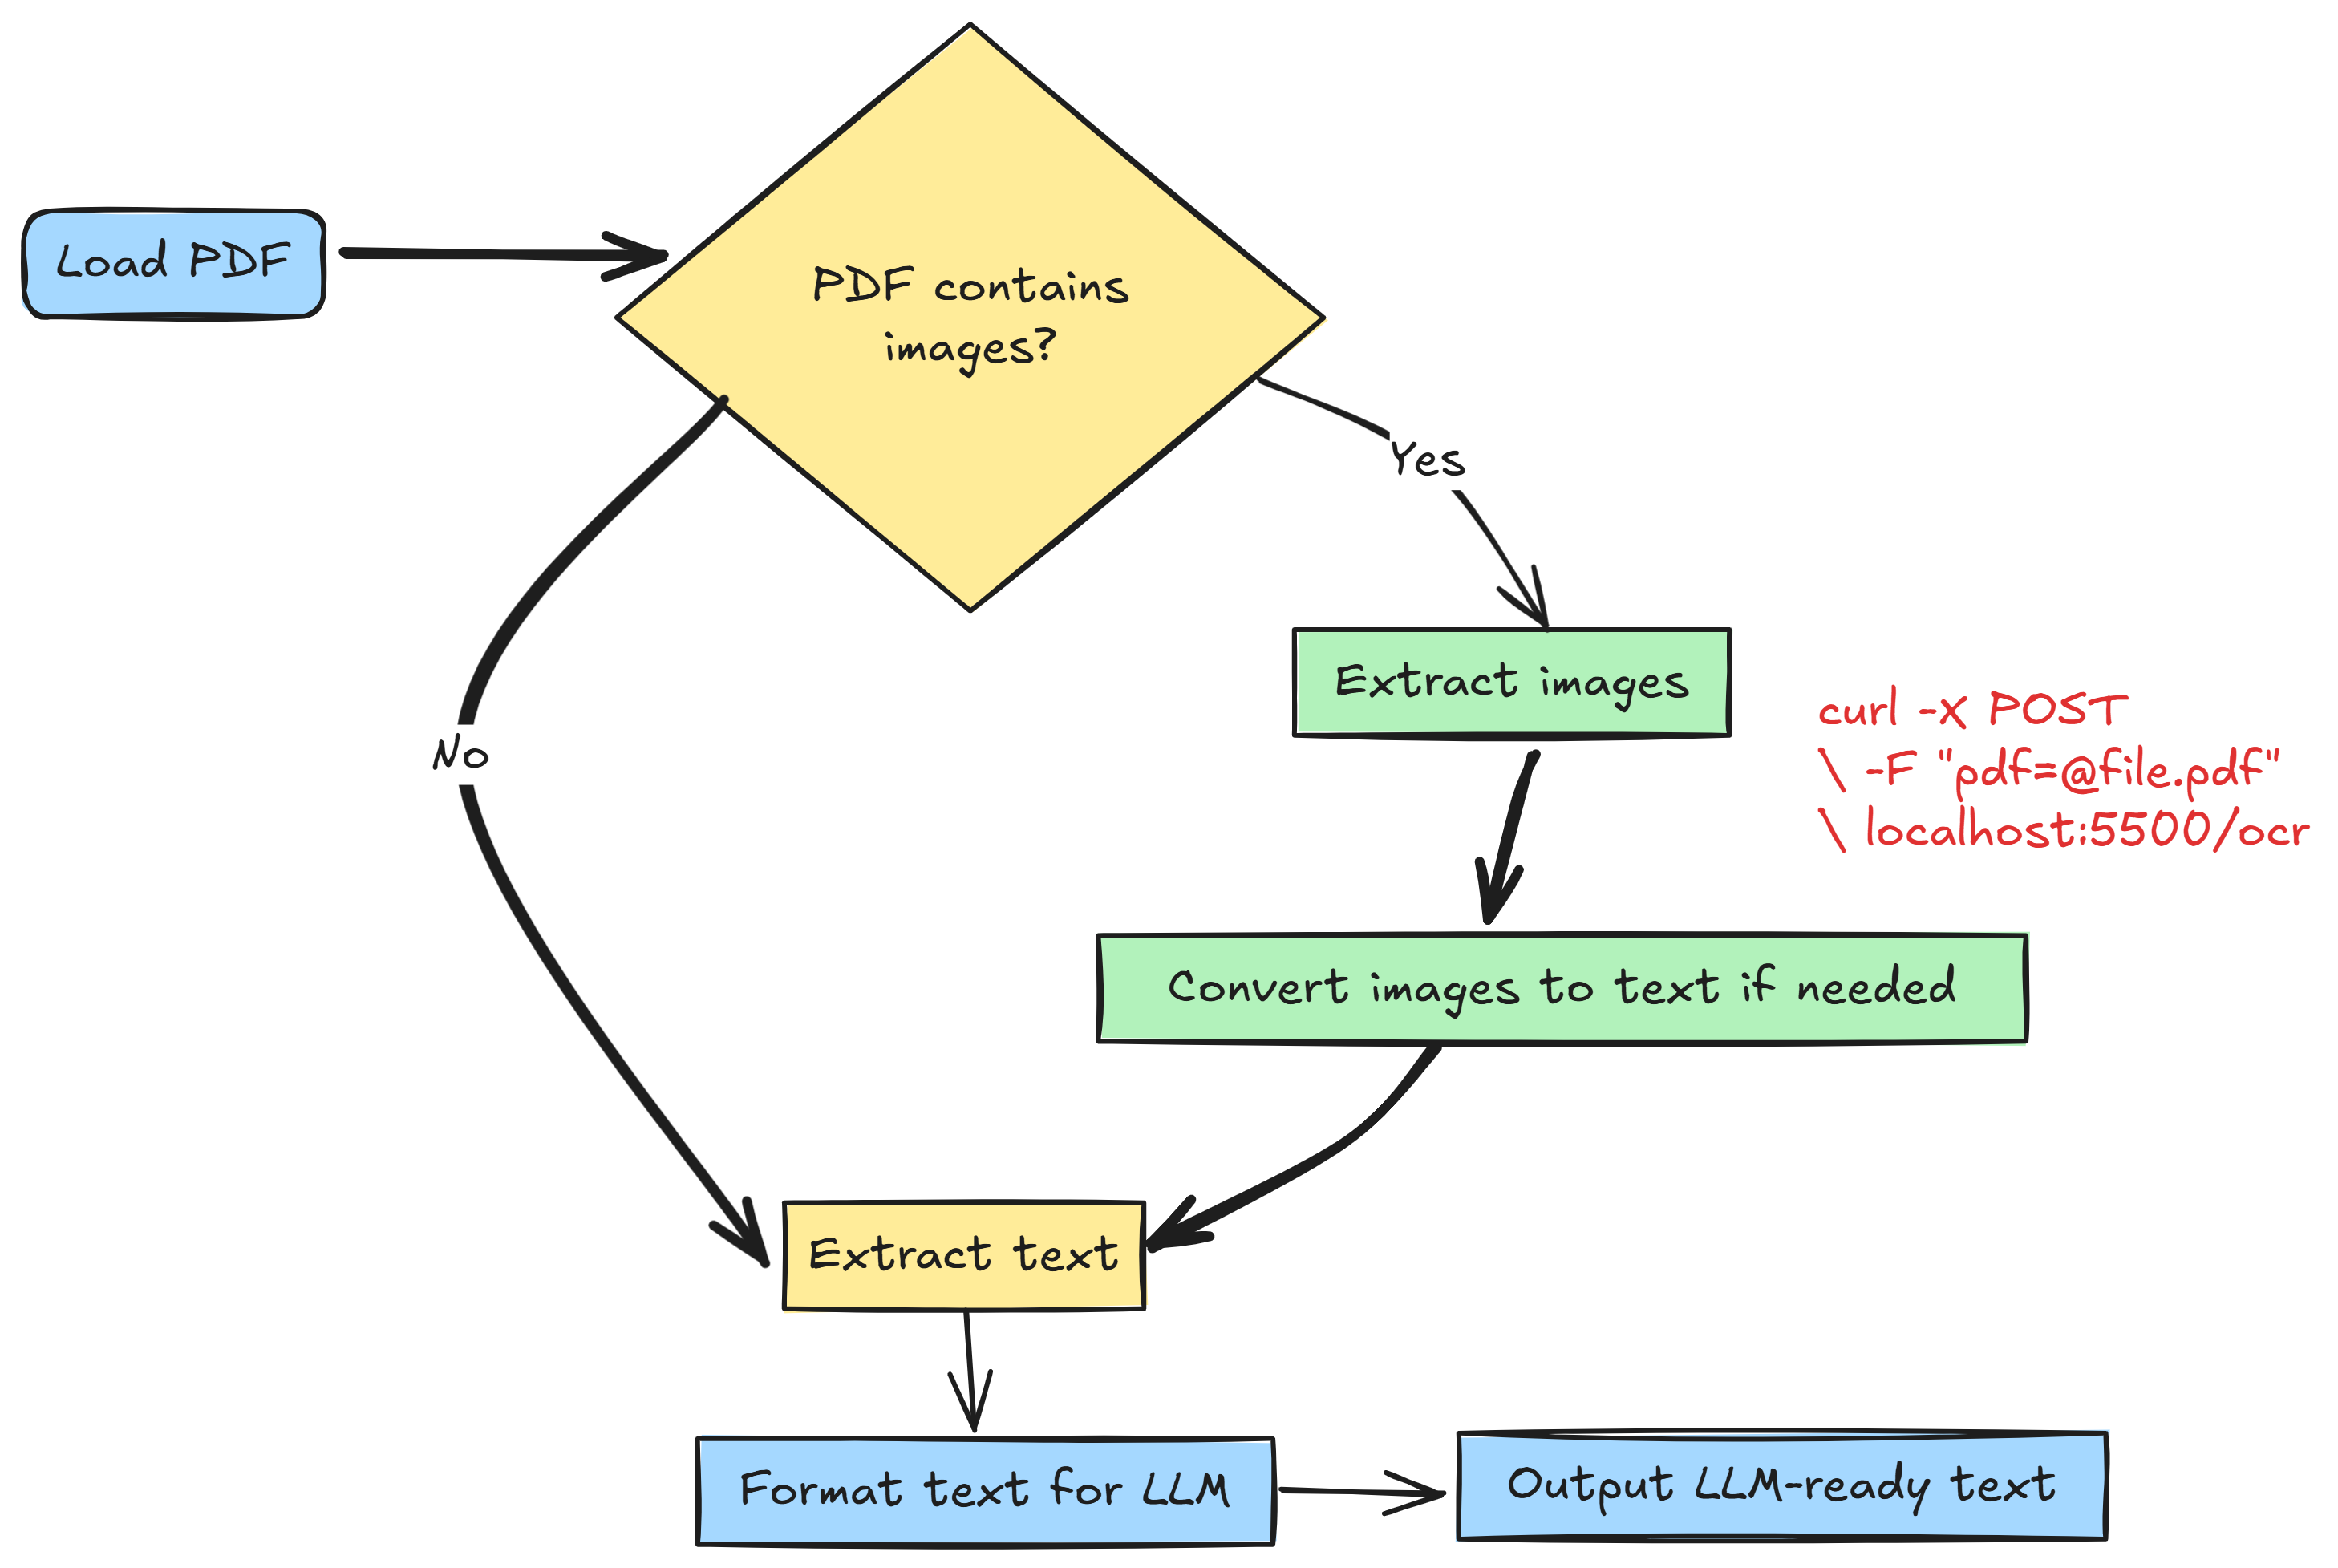 Load PDF
PDF contains
images?
Yes
No
Extract images
curl -X POST
\ -F "pdf=@file.pdf"
\ localhost:5500/ocr
Convert images to text if needed
Extract text
Format text for LLM
Output LLM-ready text